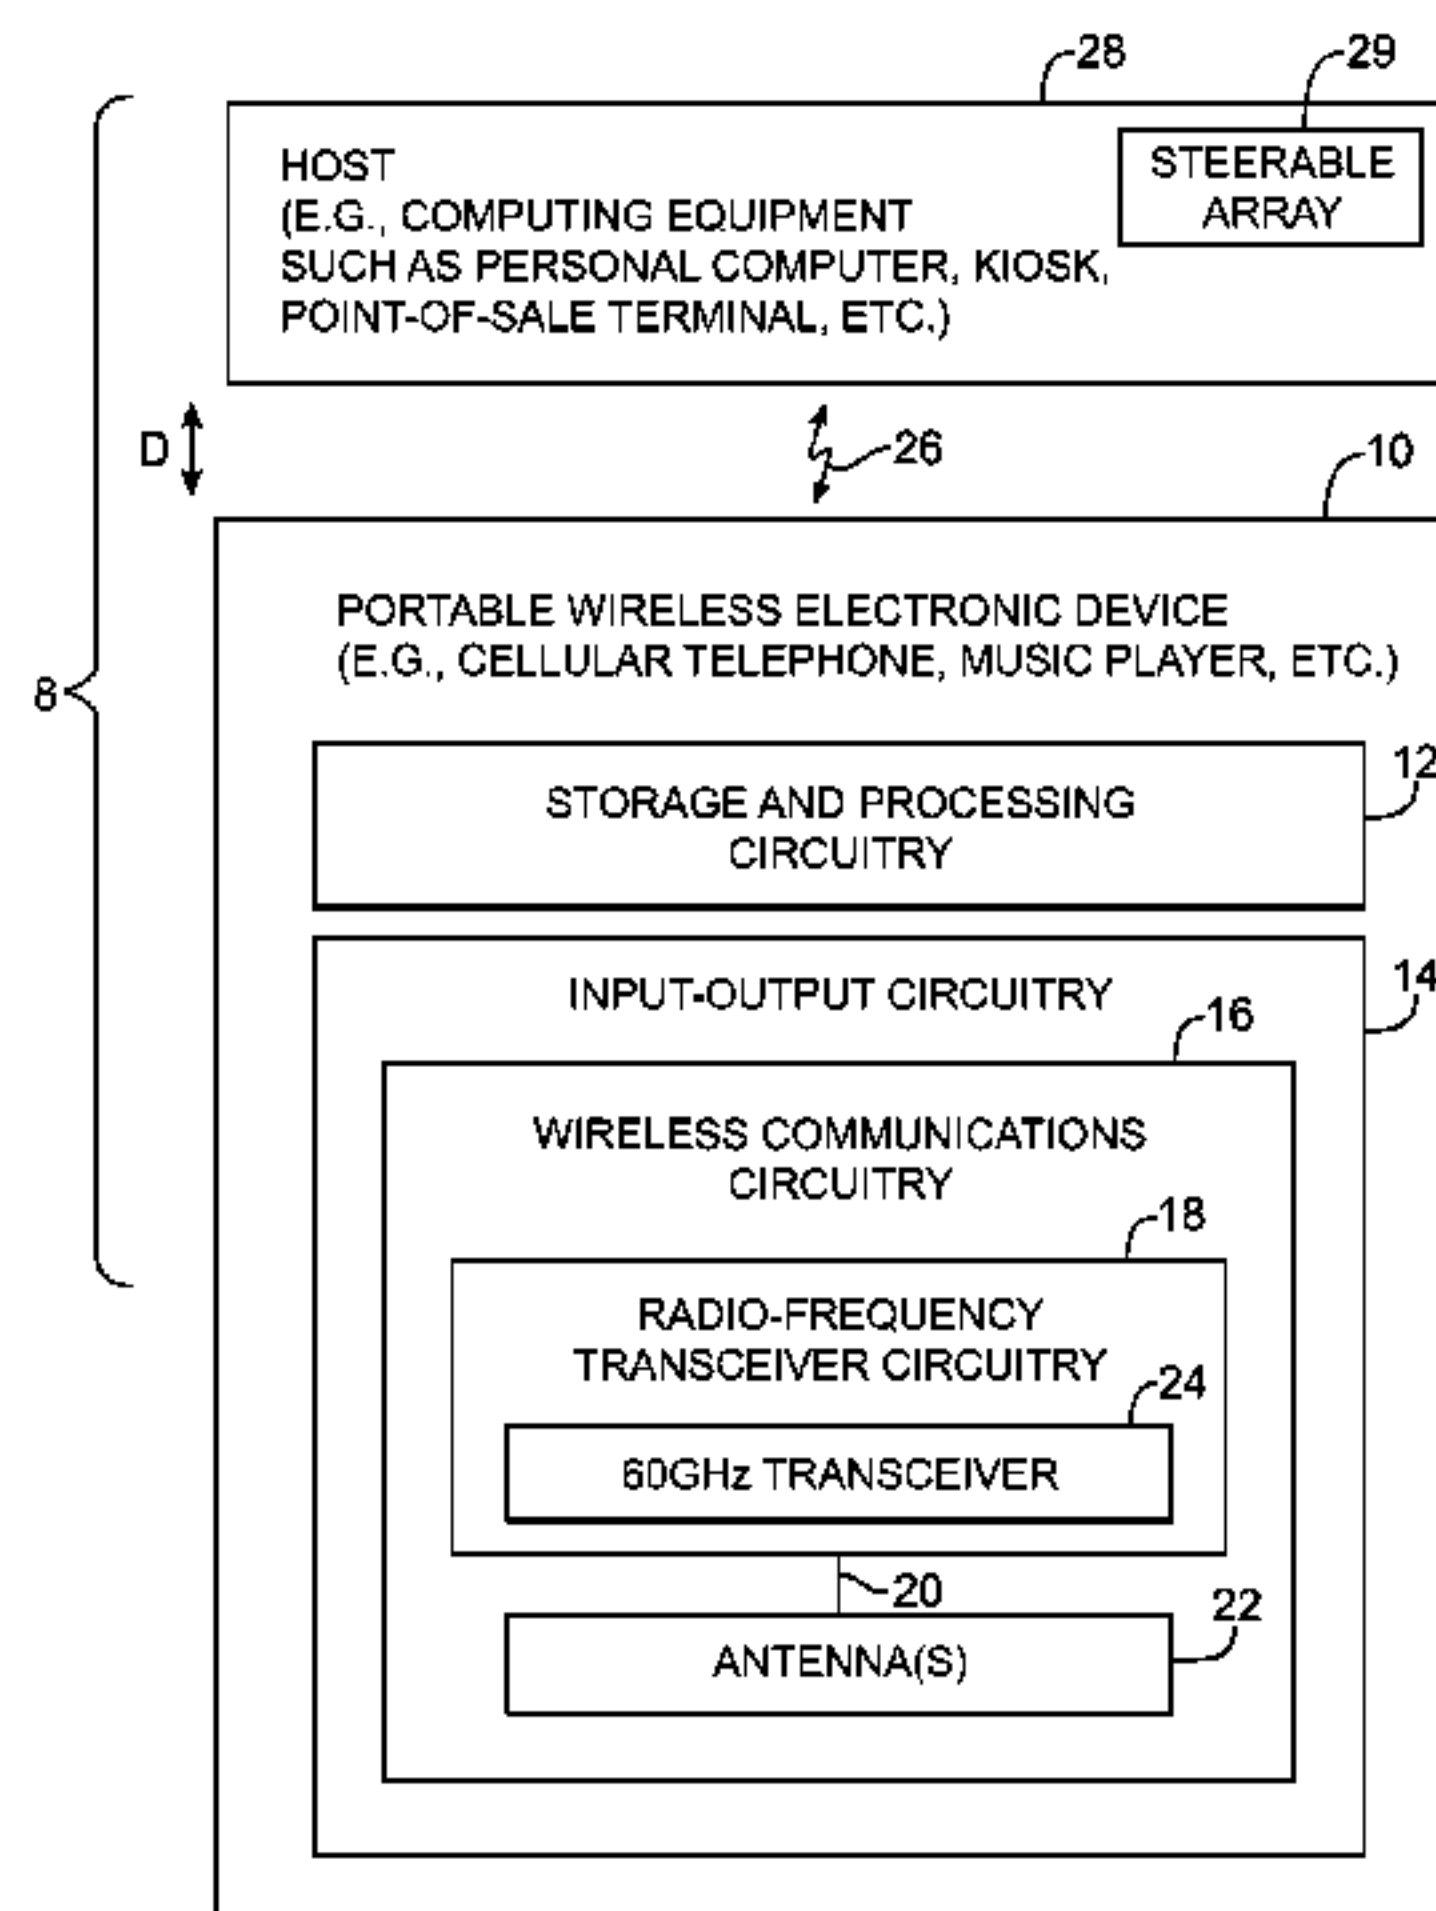 28
29
HOST
(E.G., COMPUTING EQUIPMENT
SUCH AS PERSONAL COMPUTER, KIOSK,
POINT-OF-SALE TERMINAL, ETC.)
STEERABLE
ARRAY
D
26
10
PORTABLE WIRELESS ELECTRONIC DEVICE
(E.G., CELLULAR TELEPHONE, MUSIC PLAYER, ETC.)
8
12
STORAGE AND PROCESSING
CIRCUITRY
14
INPUT-OUTPUT CIRCUITRY
16
WIRELESS COMMUNICATIONS
CIRCUITRY
18
RADIO-FREQUENCY
TRANSCEIVER CIRCUITRY
24
60GHz TRANSCEIVER
20
22
ANTENNA(S)